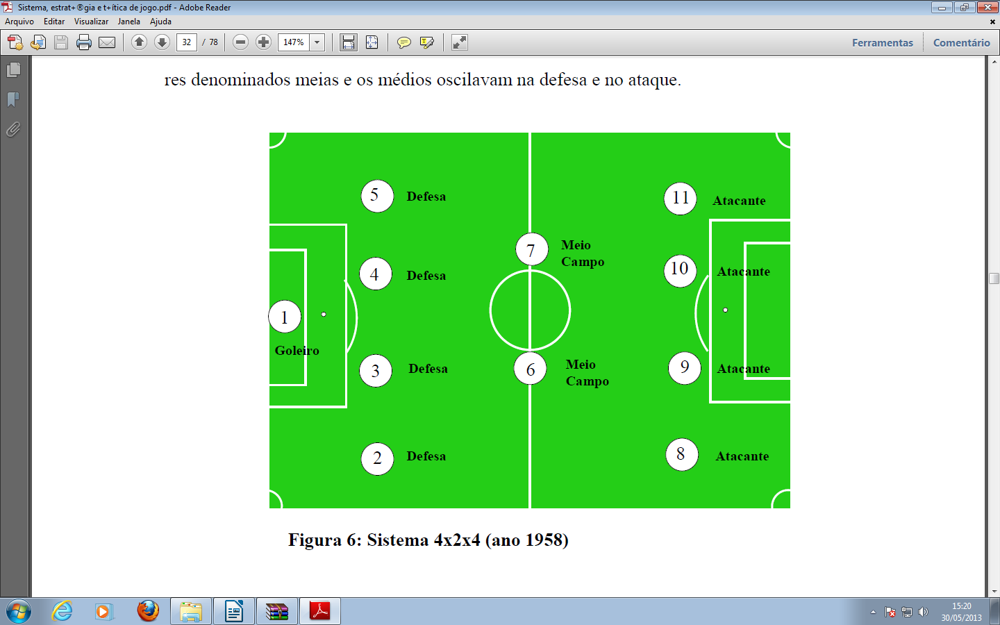 Sistema, estrat+®gia e t+ítica de jogo.pdf - Adobe Reader
Arquivo Editar Visualizar Janela Ajuda
32 / 78 147% Ferramentas Comentário
res denominados meias e os médios oscilavam na defesa e no ataque.
5 Defesa
11 Atacante
7 Meio
Campo
4 Defesa
10 Atacante
1
Goleiro
3 Defesa
6 Meio
Campo
9 Atacante
2 Defesa
8 Atacante
Figura 6: Sistema 4x2x4 (ano 1958)
15:20
30/05/2013